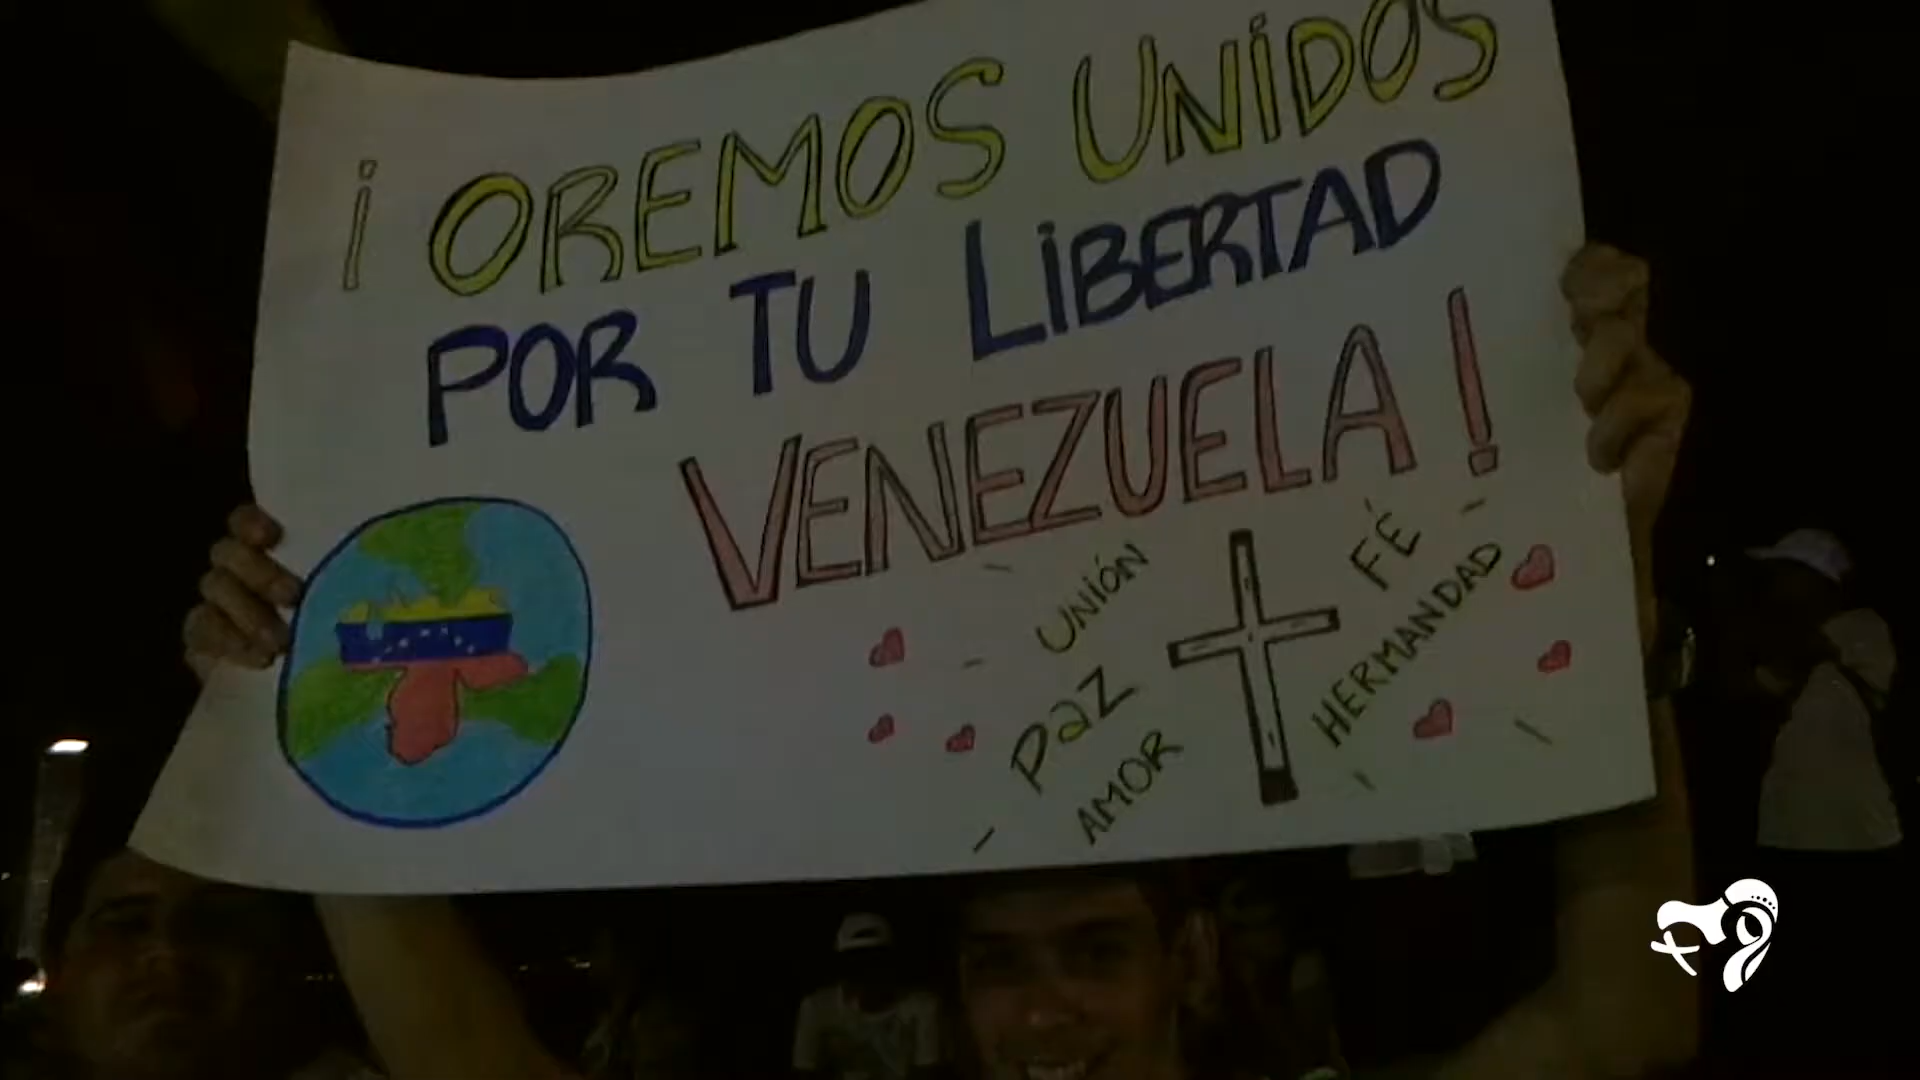 ¡OREMOS UNIDOS
POR TU LIBERTAD
VENEZUELA!
UNIÓN
PAZ
AMOR
FÉ
HERMANDAD